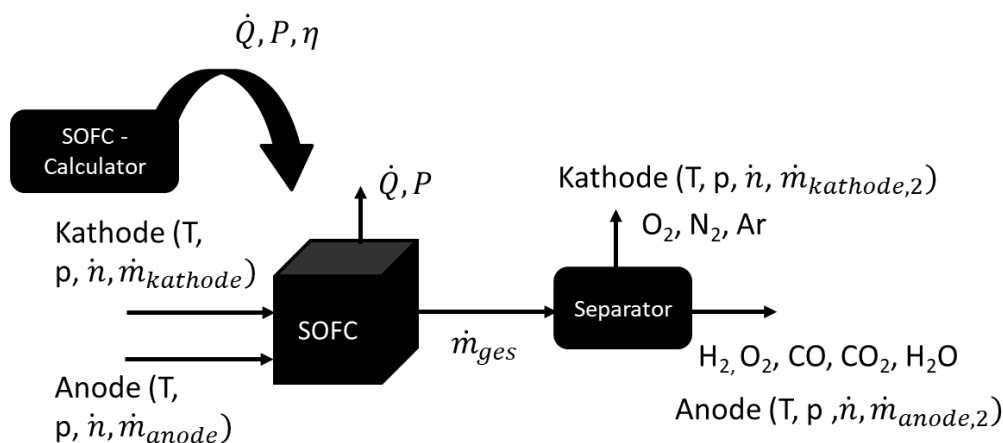 Q̇, P, η
SOFC -
Calculator
Q̇, P
Kathode (T, p, ṅ, ṁ_kathode,2)
O₂, N₂, Ar
Kathode (T,
p, ṅ, ṁ_kathode)
SOFC
Separator
ṁ_ges
H₂, O₂, CO, CO₂, H₂O
Anode (T,
p, ṅ, ṁ_anode)
Anode (T, p ,ṅ, ṁ_anode,2)